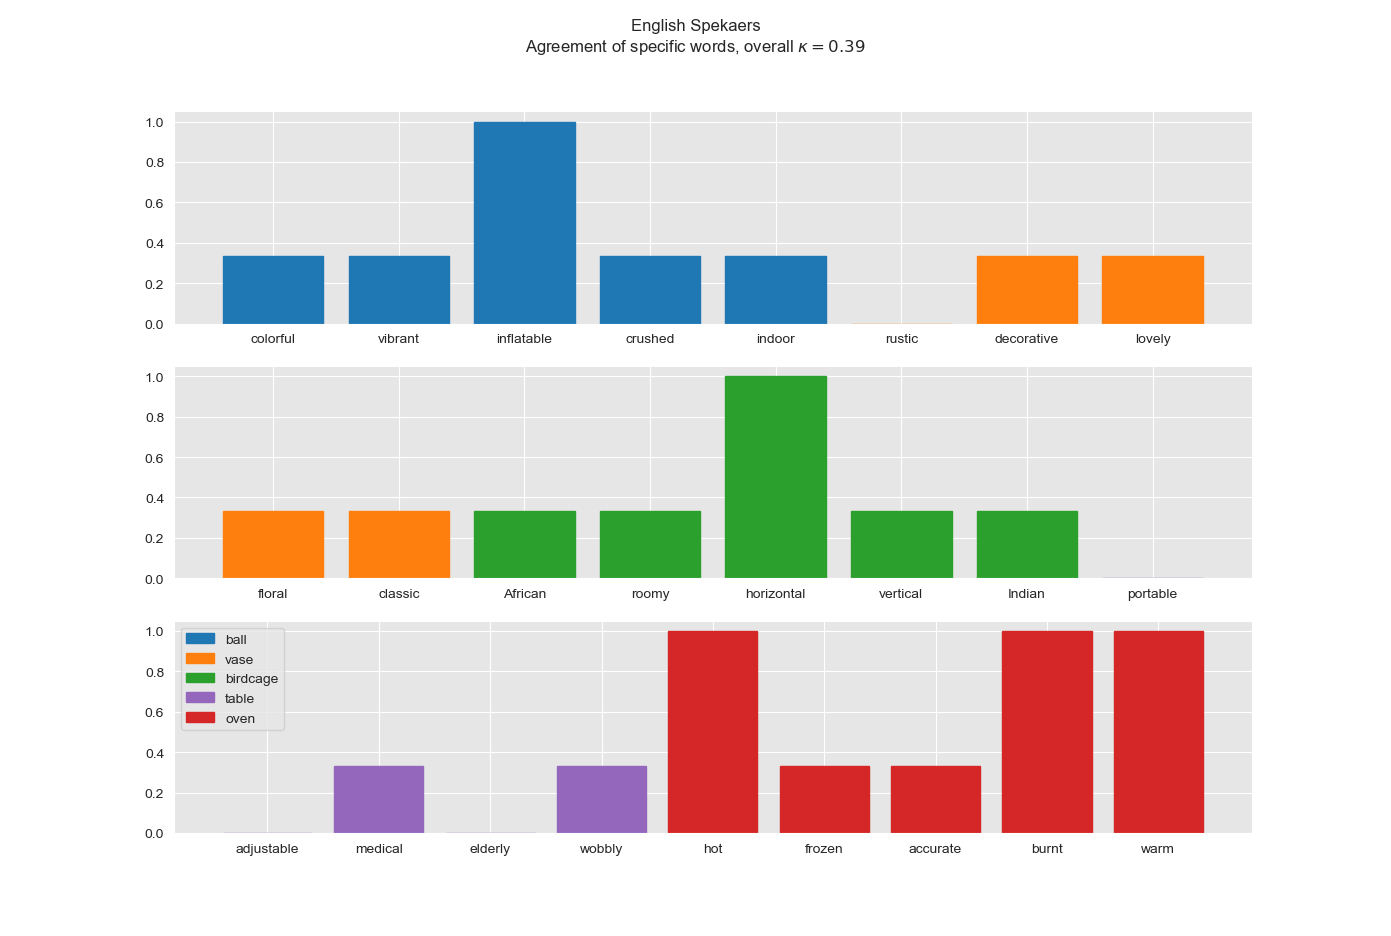 English Spekaers
Agreement of specific words, overall κ = 0.39
1.0
0.8
0.6
0.4
0.2
0.0
colorful vibrant inflatable crushed indoor rustic decorative lovely
1.0
0.8
0.6
0.4
0.2
0.0
floral classic African roomy horizontal vertical Indian portable
1.0
0.8
0.6
0.4
0.2
0.0
ball
vase
birdcage
table
oven
adjustable medical elderly wobbly hot frozen accurate burnt warm